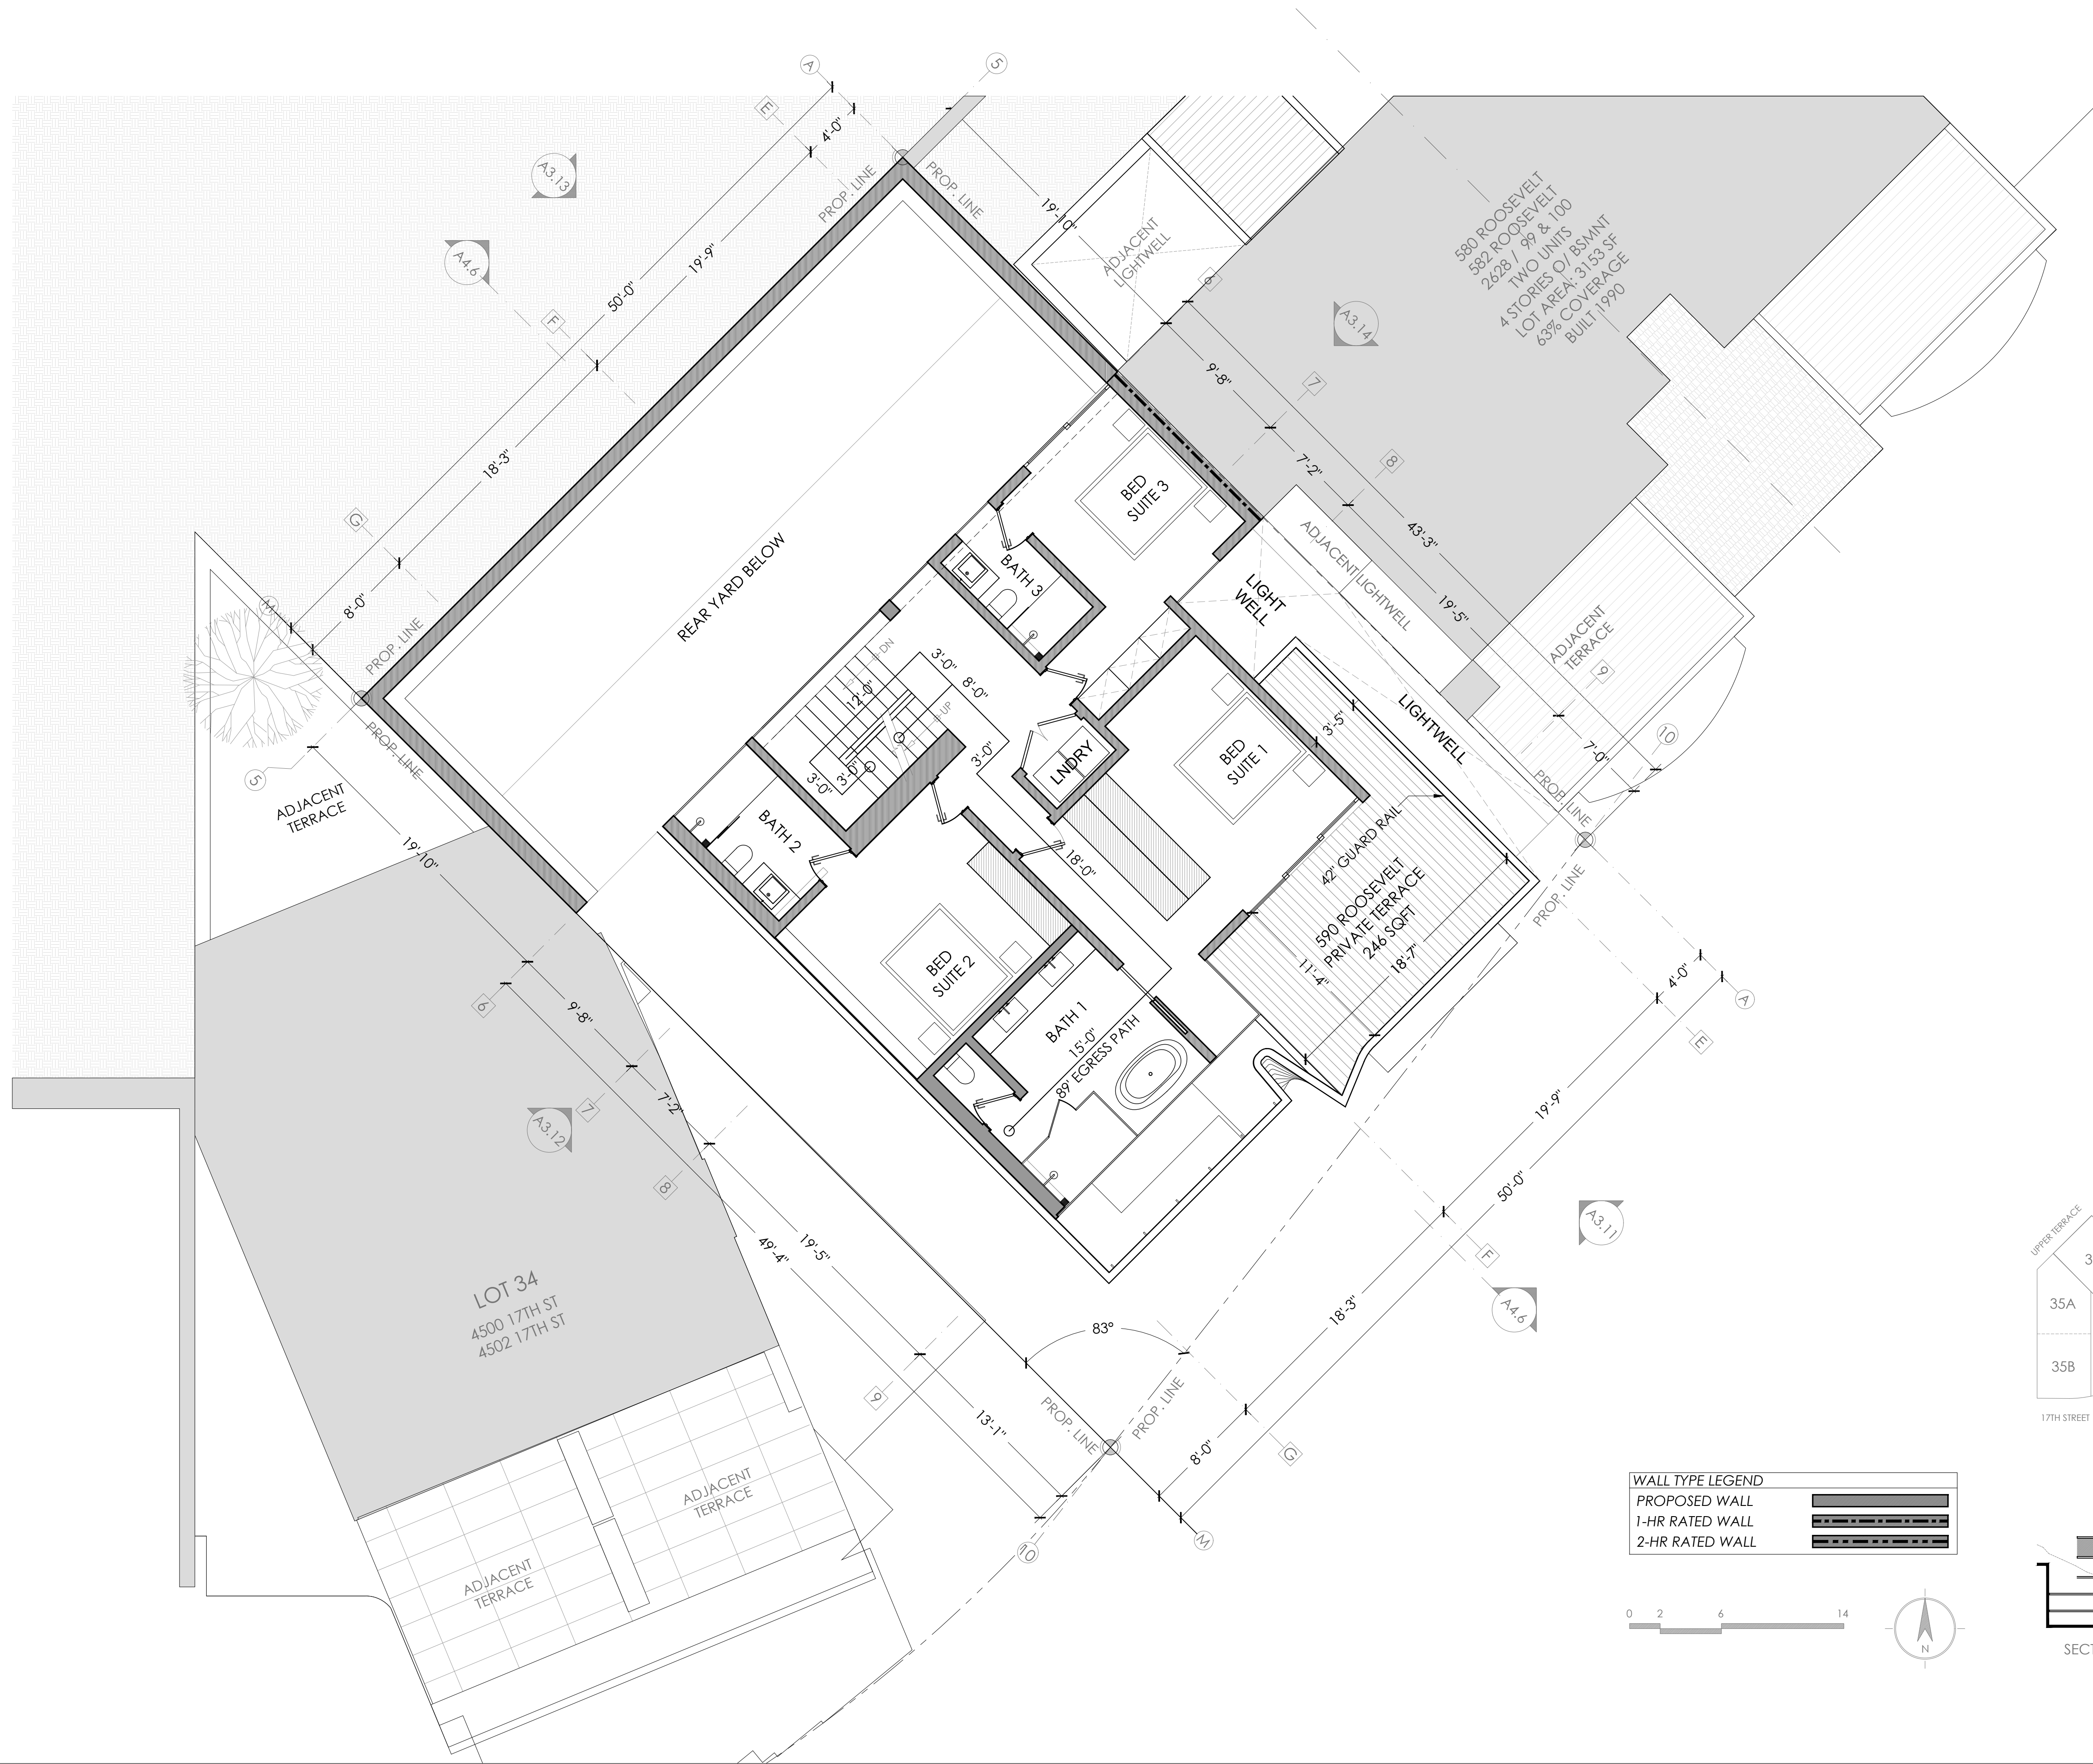 A
5
E
4'-0"
A3.13
PROP. LINE
PROP. LINE
A4.6
50'-0"
19'-9"
F
18'-3"
G
8'-0"
M
PROP. LINE
PROP. LINE
5
19'-10"
ADJACENT
LIGHTWELL
6
A3.14
580 ROOSEVELT
582 ROOSEVELT
2628 / 99 & 100
TWO UNITS
4 STORIES O/ BSMNT
LOT AREA: 3153 SF
63% COVERAGE
BUILT 1990
9'-8"
7
7'-2"
8
43'-3"
ADJACENT LIGHTWELL
19'-5"
ADJACENT
TERRACE
9
7'-0"
10
PROP. LINE
PROP. LINE
REAR YARD BELOW
BED
SUITE 3
BATH 3
LIGHT
WELL
LIGHTWELL
DN
UP
12'-0"
3'-0"
8'-0"
3'-0"
3'-0"
3'-0"
LNDRY
BED
SUITE 1
3'-5"
42" GUARD RAIL
590 ROOSEVELT
PRIVATE TERRACE
246 SQFT
11'-4"
18'-7"
BATH 2
18'-0"
BED
SUITE 2
BATH 1
15'-0"
89' EGRESS PATH
ADJACENT
TERRACE
19'-10"
6
9'-8"
7
7'-2"
A3.12
8
49'-4"
19'-5"
9
13'-1"
10
LOT 34
4500 17TH ST
4502 17TH ST
ADJACENT
TERRACE
ADJACENT
TERRACE
83°
PROP. LINE
PROP. LINE
M
8'-0"
G
18'-3"
50'-0"
F
A4.6
A3.11
19'-9"
E
4'-0"
A
UPPER TERRACE
3
35A
35B
17TH STREET
WALL TYPE LEGEND
PROPOSED WALL
1-HR RATED WALL
2-HR RATED WALL
0 2 6 14
N
SECT